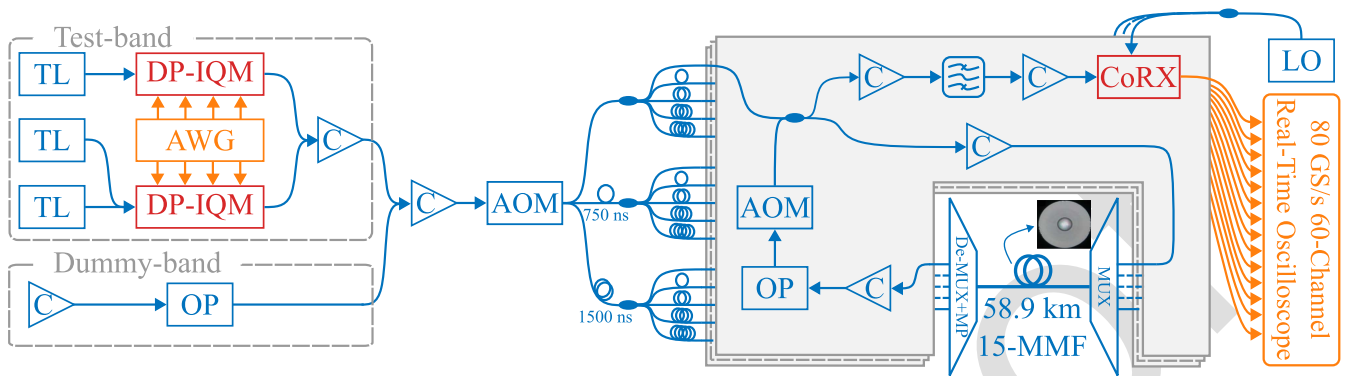 Test-band
TL
DP-IQM
TL
AWG
TL
DP-IQM
C
Dummy-band
C
OP
C
AOM
750 ns
1500 ns
C
C
CoRX
LO
C
AOM
OP
C
De-MUX+MP
MUX
58.9 km
15-MMF
80 GS/s 60-Channel
Real-Time Oscilloscope